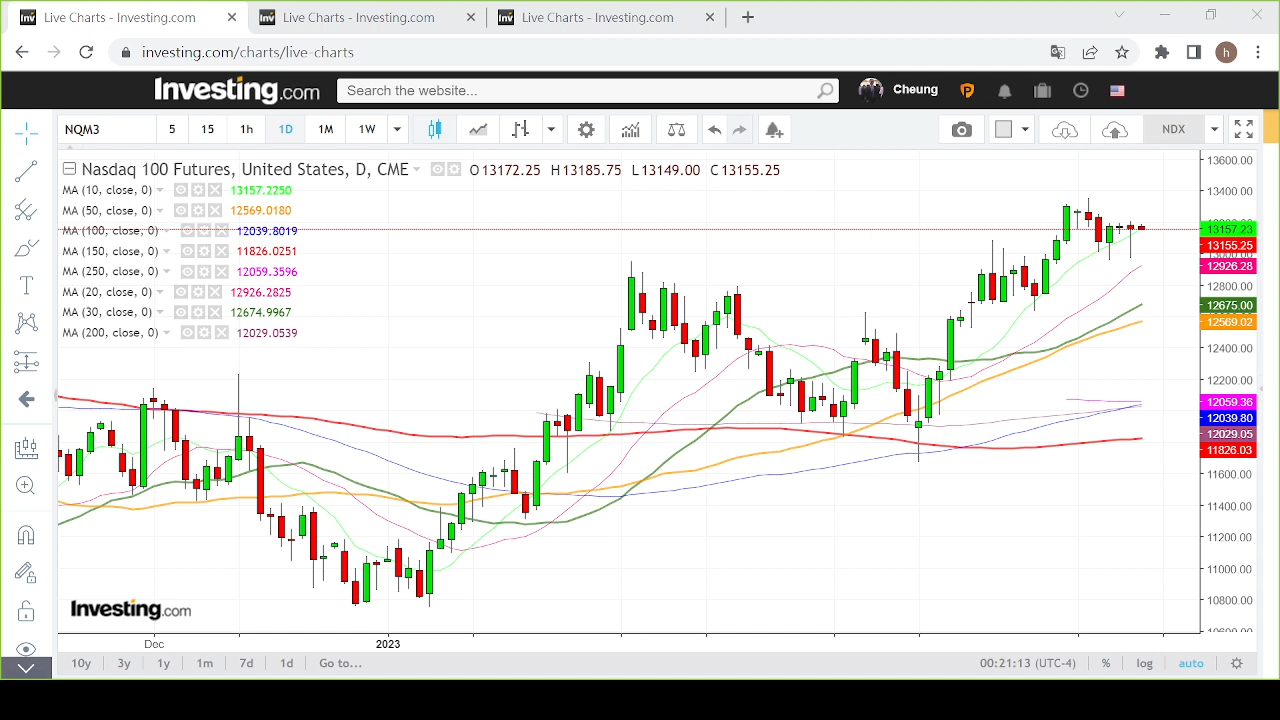 Live Charts - Investing.com
Live Charts - Investing.com
Live Charts - Investing.com
investing.com/charts/live-charts
h
Investing.com
Search the website...
Cheung
NQM3
5
15
1h
1D
1M
1W
NDX
Nasdaq 100 Futures, United States, D, CME
O 13172.25 H 13185.75 L 13149.00 C 13155.25
MA (10, close, 0) 13157.2250
MA (50, close, 0) 12569.0180
MA (100, close, 0) 12039.8019
MA (150, close, 0) 11826.0251
MA (250, close, 0) 12059.3596
MA (20, close, 0) 12926.2825
MA (30, close, 0) 12674.9967
MA (200, close, 0) 12029.0539
13600.00
13400.00
13157.23
13155.25
12926.28
12800.00
12675.00
12569.02
12400.00
12200.00
12059.36
12039.80
12029.05
11826.03
11600.00
11400.00
11200.00
11000.00
10800.00
10600.00
Investing.com
Dec
2023
10y
3y
1y
1m
7d
1d
Go to...
00:21:13 (UTC-4)
%
log
auto